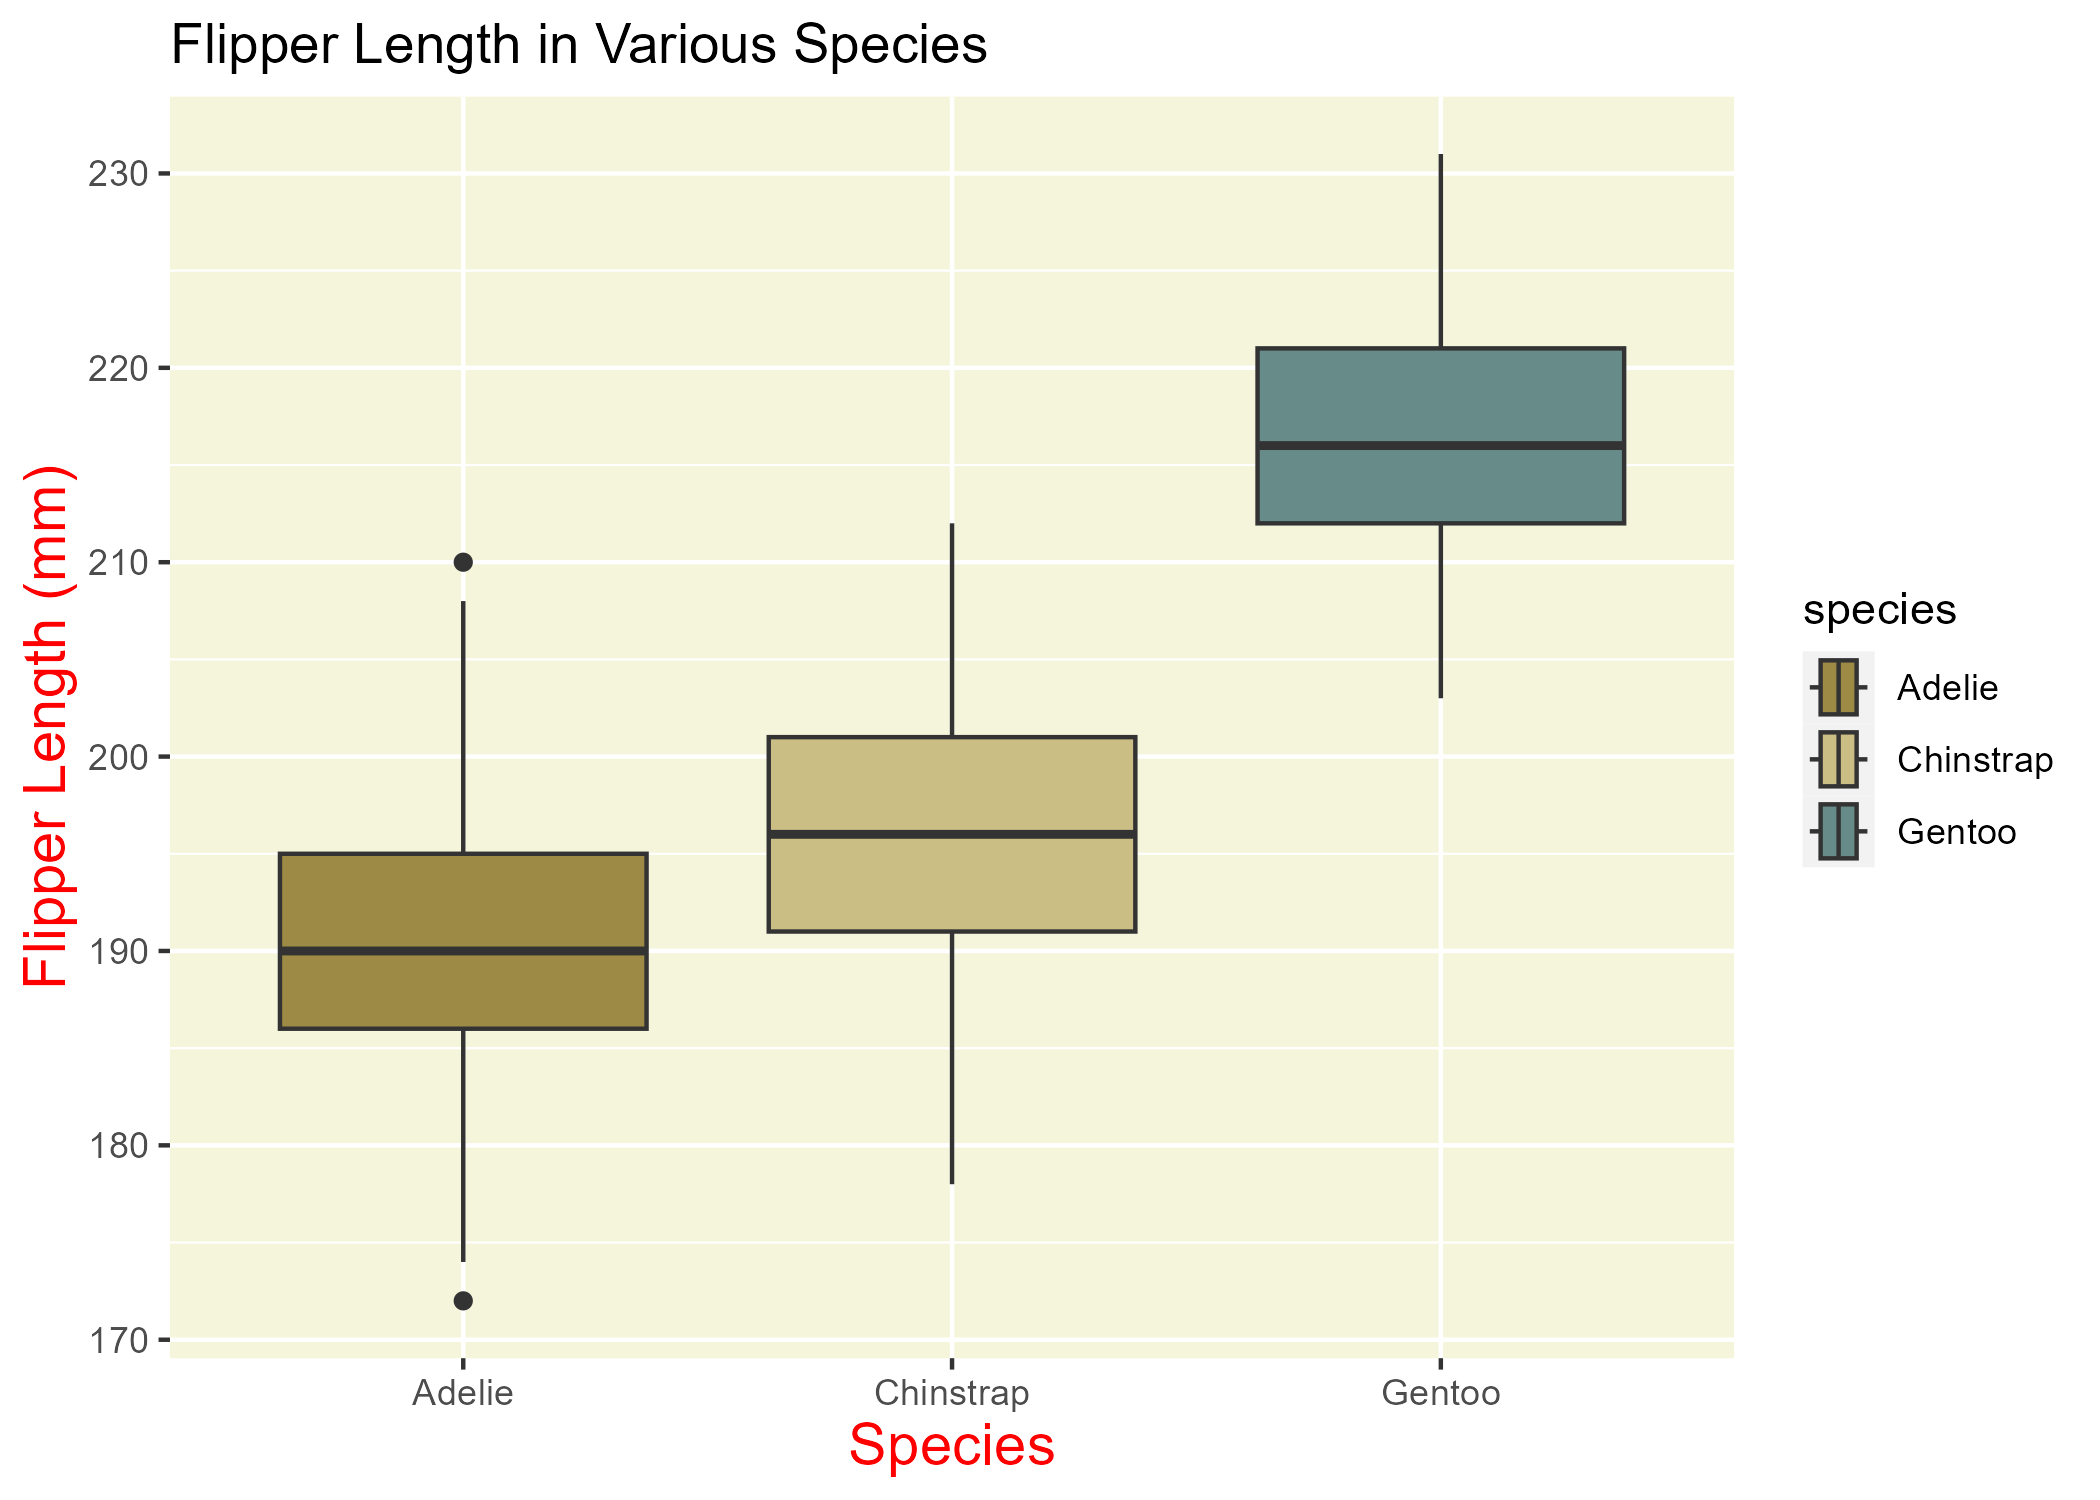 Flipper Length in Various Species
Flipper Length (mm)
230
220
210
200
190
180
170
Adelie
Chinstrap
Gentoo
Species
species
Adelie
Chinstrap
Gentoo